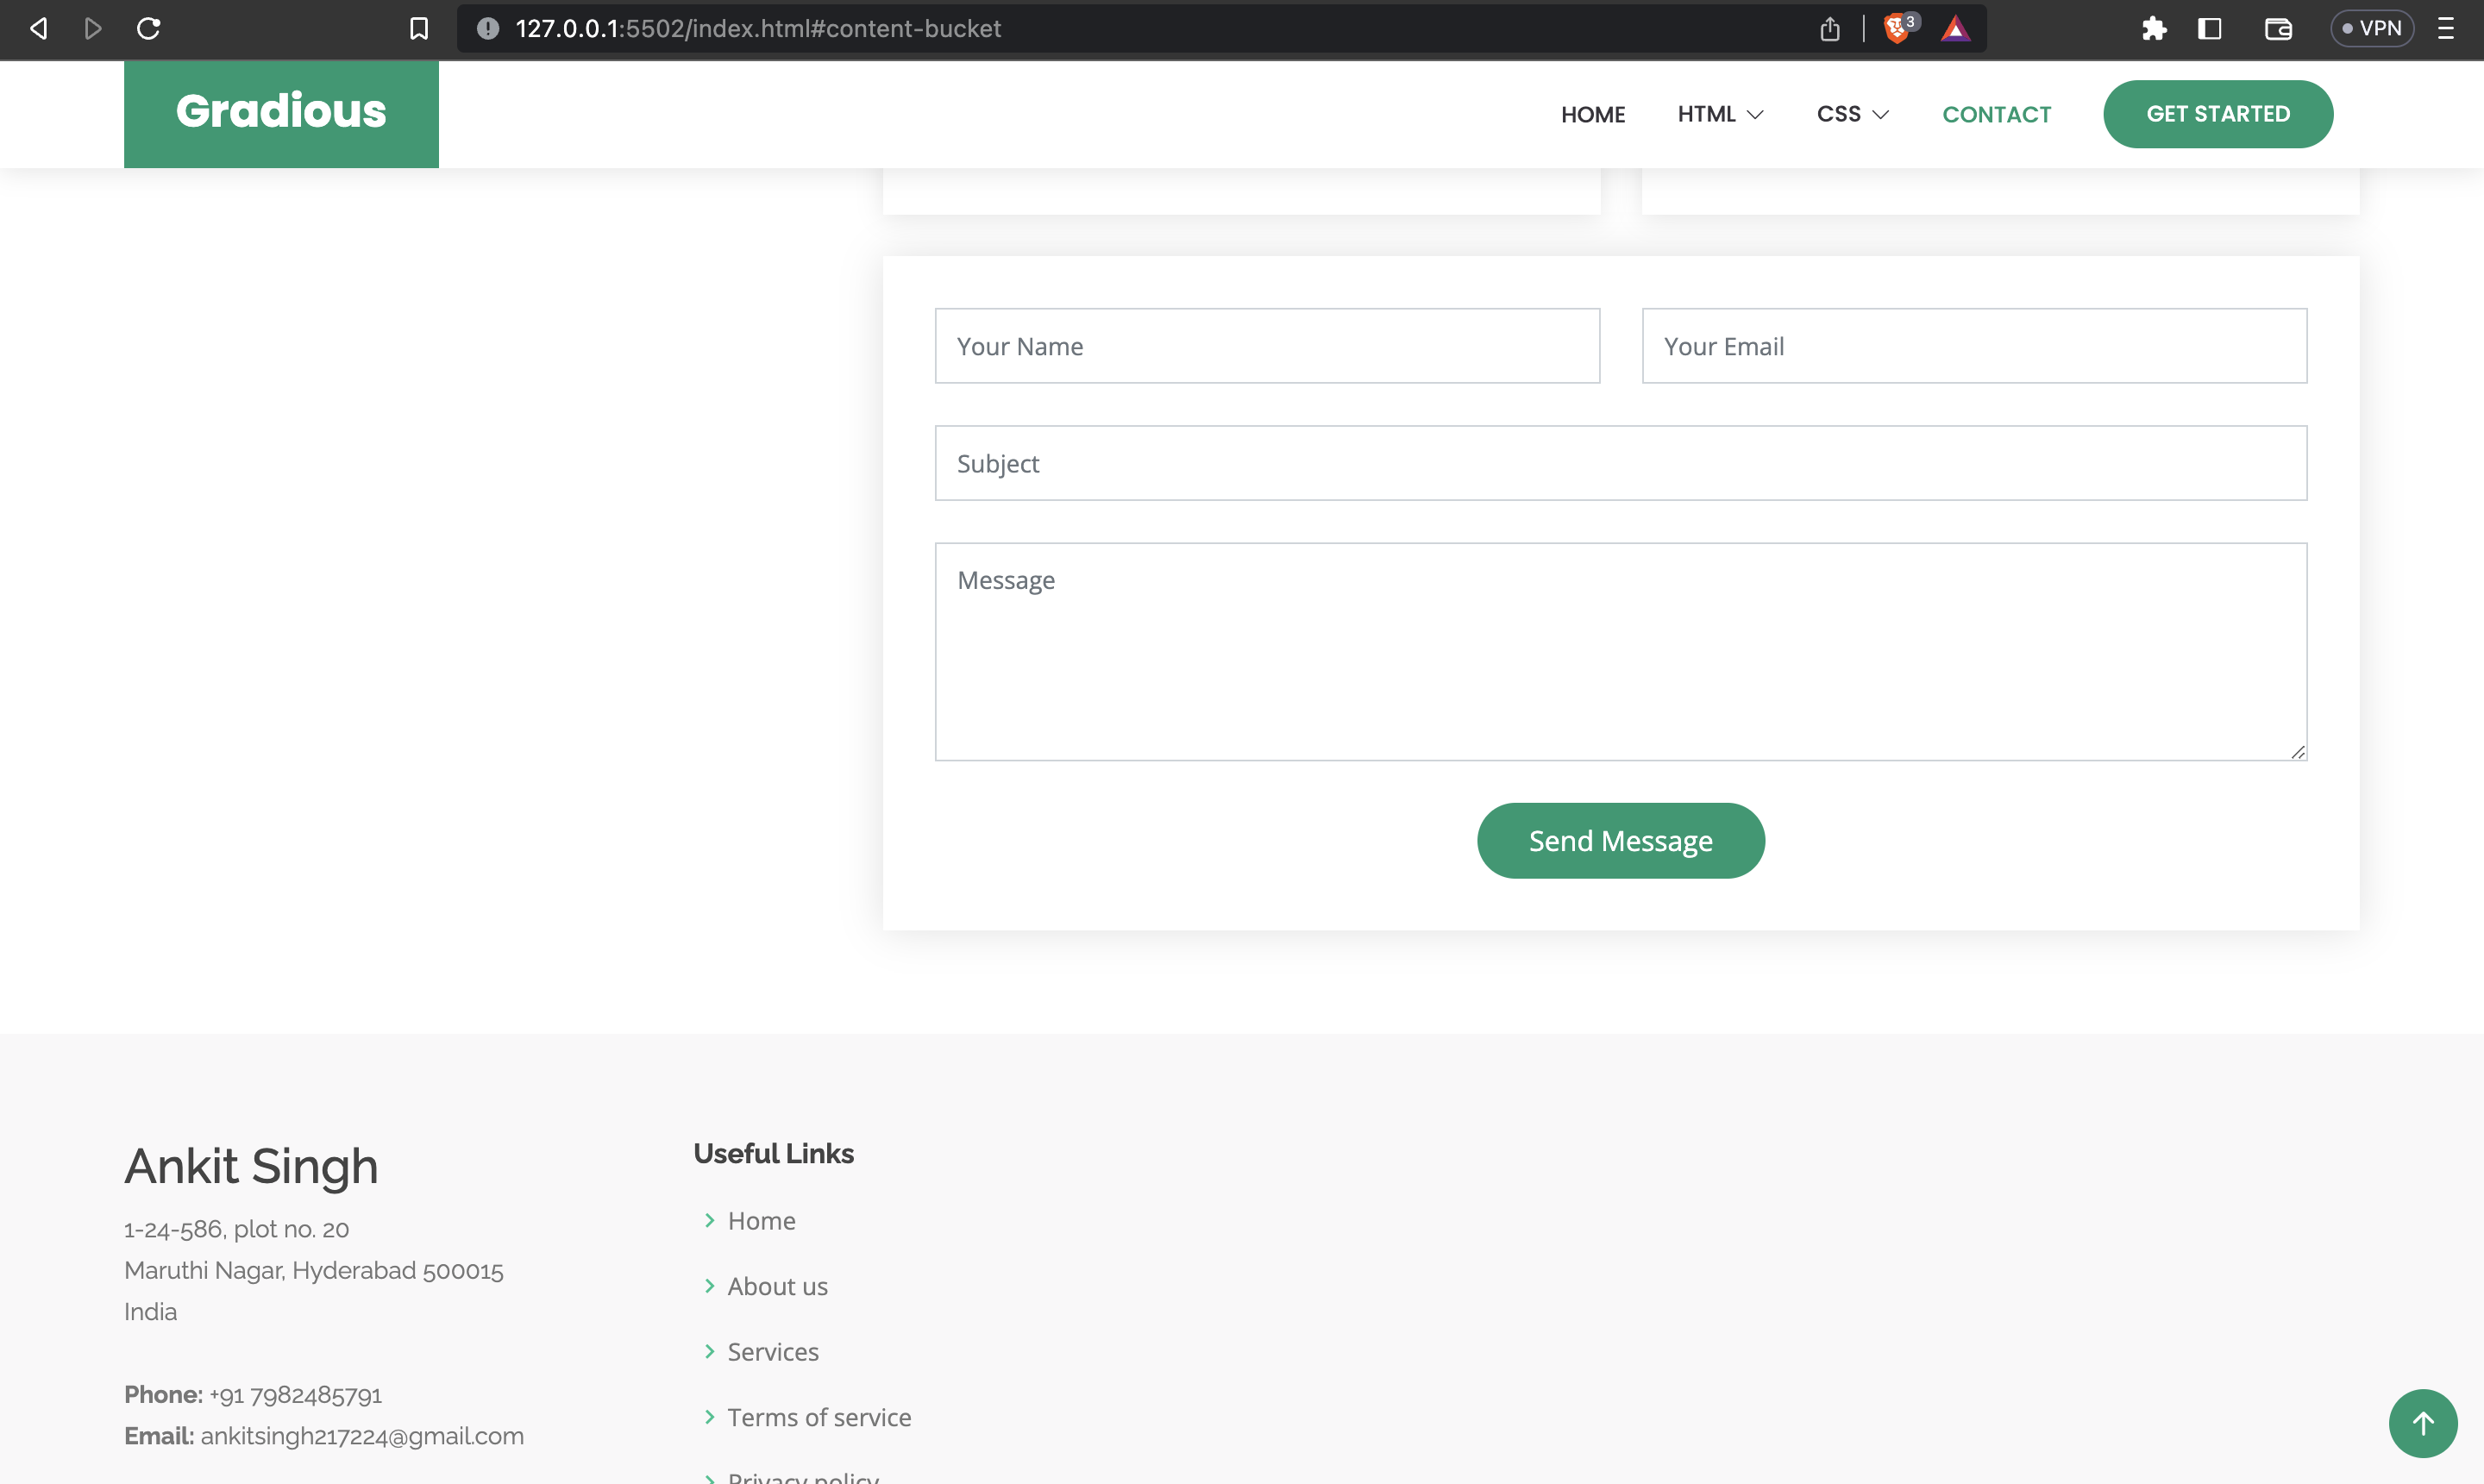 127.0.0.1:5502/index.html#content-bucket
3
VPN
Gradious
HOME
HTML
CSS
CONTACT
GET STARTED
Your Name
Your Email
Subject
Message
Send Message
Ankit Singh
1-24-586, plot no. 20
Maruthi Nagar, Hyderabad 500015
India
Phone: +91 7982485791
Email: ankitsingh217224@gmail.com
Useful Links
Home
About us
Services
Terms of service
Privacy policy